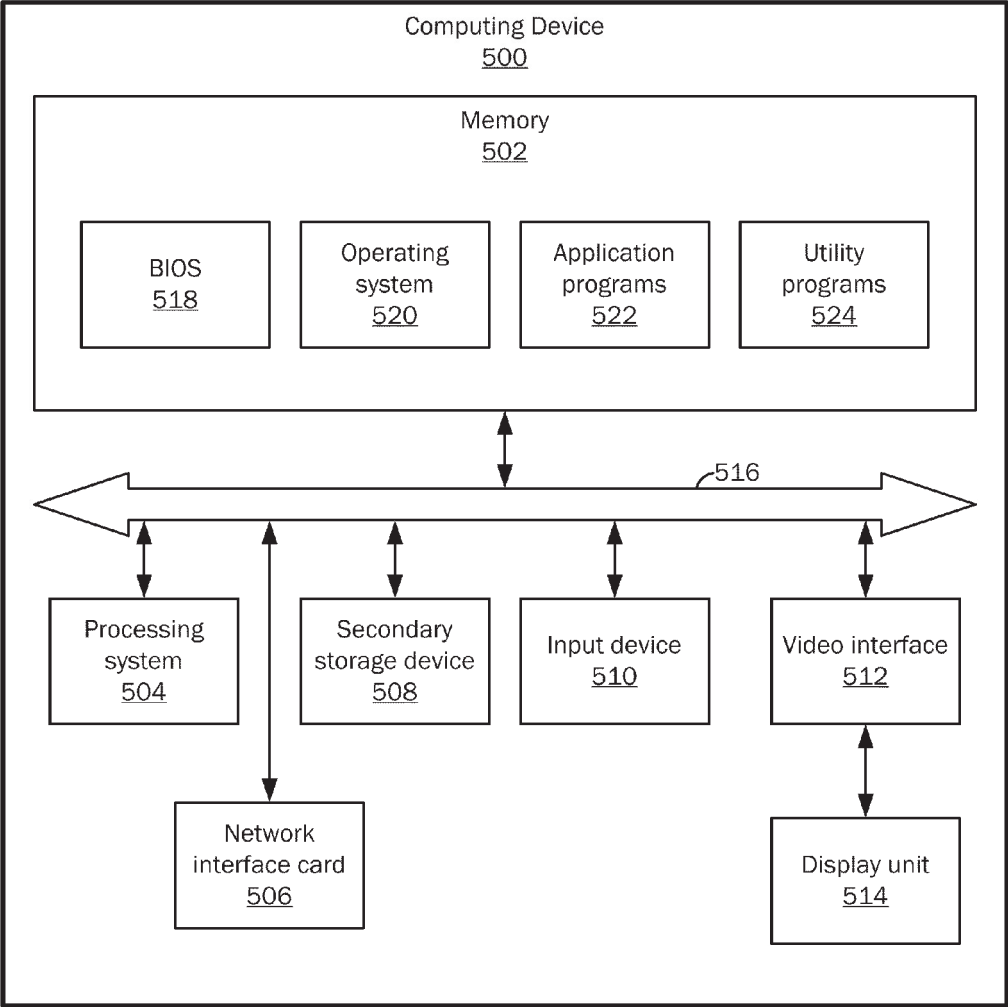 Computing Device
500
Memory
502
BIOS
518
Operating
system
520
Application
programs
522
Utility
programs
524
516
Processing
system
504
Secondary
storage device
508
Input device
510
Video interface
512
Network
interface card
506
Display unit
514